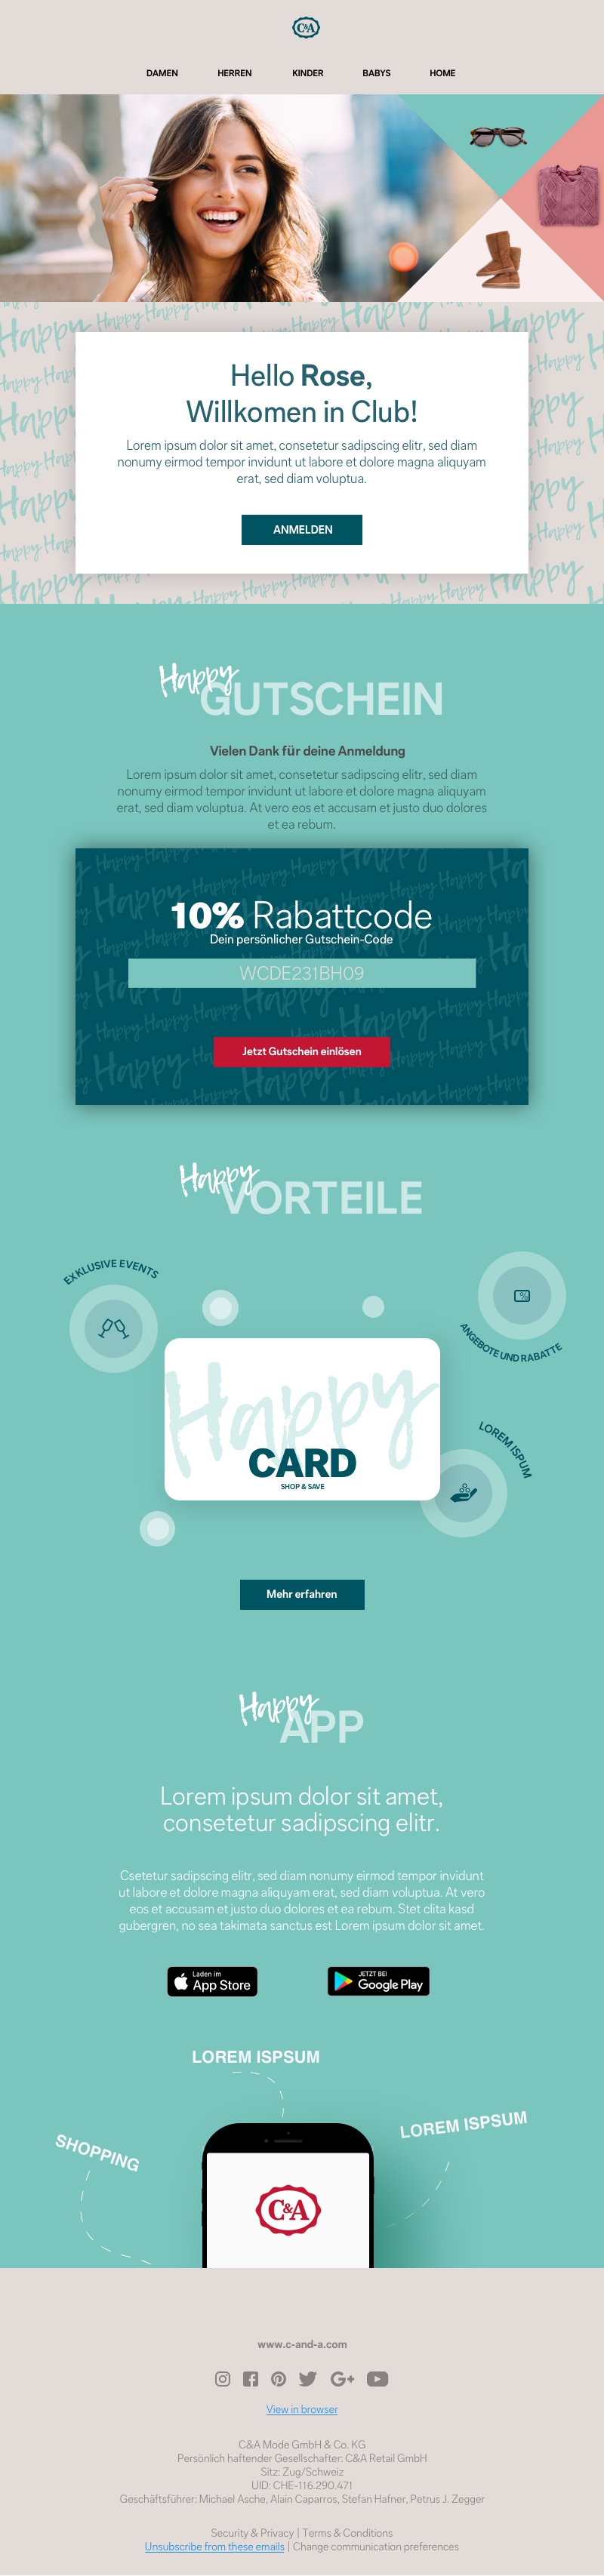 C&A
DAMEN HERREN KINDER BABYS HOME
Hello Rose,
Willkomen in Club!
Lorem ipsum dolor sit amet, consetetur sadipscing elitr, sed diam
nonumy eirmod tempor invidunt ut labore et dolore magna aliquyam
erat, sed diam voluptua.
ANMELDEN
Happy
GUTSCHEIN
Vielen Dank für deine Anmeldung
Lorem ipsum dolor sit amet, consetetur sadipscing elitr, sed diam
nonumy eirmod tempor invidunt ut labore et dolore magna aliquyam
erat, sed diam voluptua. At vero eos et accusam et justo duo dolores
et ea rebum.
10% Rabattcode
Dein persönlicher Gutschein-Code
WCDE231BH09
Jetzt Gutschein einlösen
Happy
VORTEILE
EXKLUSIVE EVENTS
%
ANGEBOTE UND RABATTE
Happy
CARD
SHOP & SAVE
LOREM ISPUM
Mehr erfahren
Happy
APP
Lorem ipsum dolor sit amet,
consetetur sadipscing elitr.
Csetetur sadipscing elitr, sed diam nonumy eirmod tempor invidunt
ut labore et dolore magna aliquyam erat, sed diam voluptua. At vero
eos et accusam et justo duo dolores et ea rebum. Stet clita kasd
gubergren, no sea takimata sanctus est Lorem ipsum dolor sit amet.
Laden im
App Store
JETZT BEI
Google Play
LOREM ISPSUM
LOREM ISPSUM
SHOPPING
C&A
www.c-and-a.com
G+
View in browser
C&A Mode GmbH & Co. KG
Persönlich haftender Gesellschafter: C&A Retail GmbH
Sitz: Zug/Schweiz
UID: CHE-116.290.471
Geschäftsführer: Michael Asche, Alain Caparros, Stefan Hafner, Petrus J. Zegger
Security & Privacy | Terms & Conditions
Unsubscribe from these emails | Change communication preferences